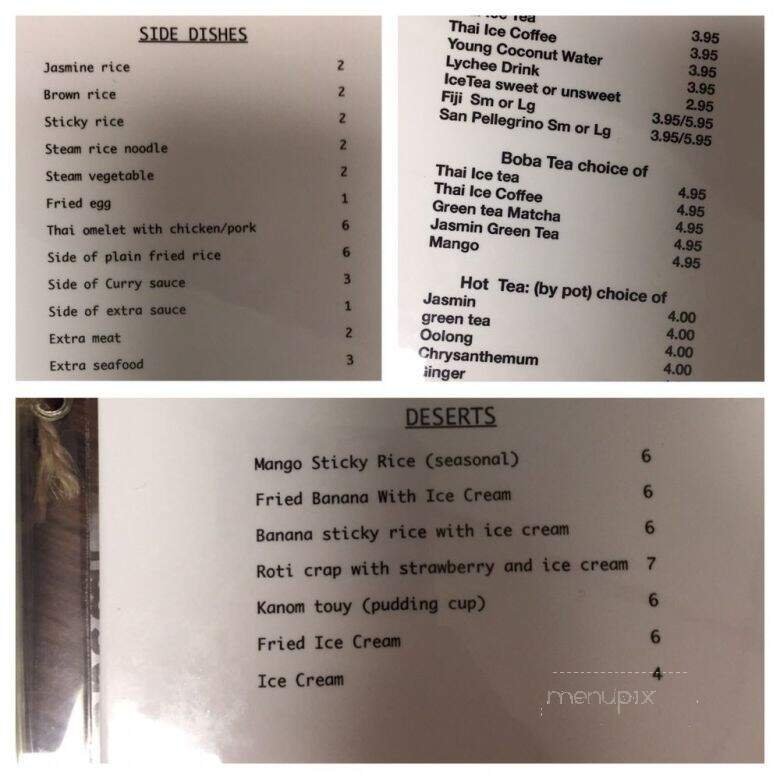 SIDE DISHES
Jasmine rice 2
Brown rice 2
Sticky rice 2
Steam rice noodle 2
Steam vegetable 2
Fried egg 1
Thai omelet with chicken/pork 6
Side of plain fried rice 6
Side of Curry sauce 3
Side of extra sauce 1
Extra meat 2
Extra seafood 3
Tea 3.95
Thai Ice Coffee 3.95
Young Coconut Water 3.95
Lychee Drink 3.95
IceTea sweet or unsweet 2.95
Fiji Sm or Lg 3.95/5.95
San Pellegrino Sm or Lg 3.95/5.95
Boba Tea choice of
Thai Ice tea 4.95
Thai Ice Coffee 4.95
Green tea Matcha 4.95
Jasmin Green Tea 4.95
Mango 4.95
Hot Tea: (by pot) choice of
Jasmin 4.00
green tea 4.00
Oolong 4.00
Chrysanthemum 4.00
DESERTS
Mango Sticky Rice (seasonal) 6
Fried Banana With Ice Cream 6
Banana sticky rice with ice cream 6
Roti crap with strawberry and ice cream 7
Kanom touy (pudding cup) 6
Fried Ice Cream 6
Ice Cream 4
menupix